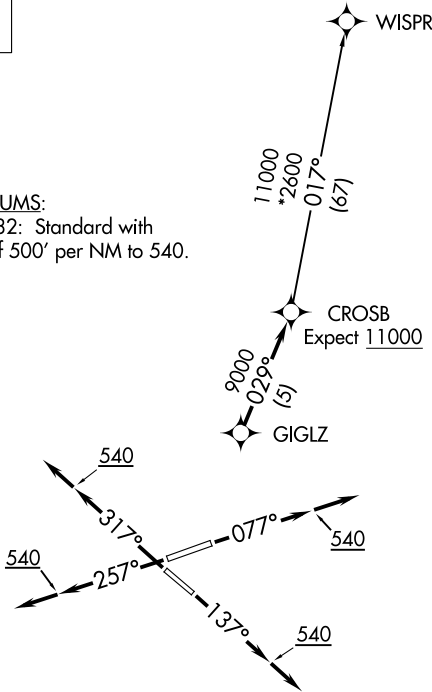 WISPR
11000
*2600
017°
(67)
UMS:
32: Standard with
f 500' per NM to 540.
CROSB
Expect 11000
9000
029°
(5)
GIGLZ
540
317°
077°
540
540
257°
137°
540